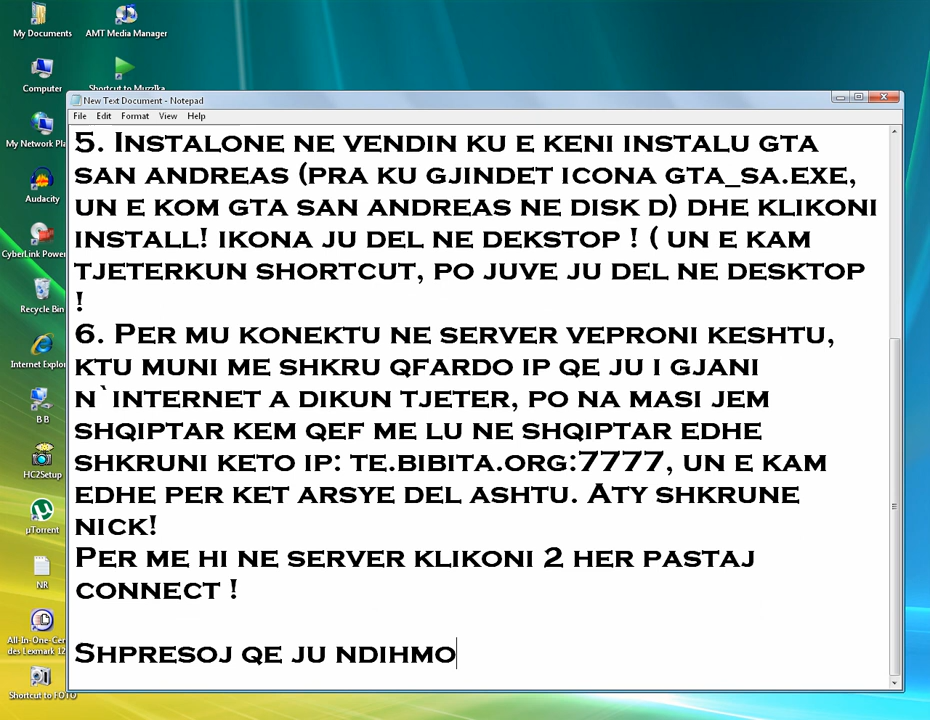 My Documents
AMT Media Manager
Computer
Shortcut to Muzzika
New Text Document - Notepad
File Edit Format View Help
My Network Pla
Audacity
CyberLink Power
Recycle Bin
Internet Explor
B B
HC2Setup
µTorrent
NR
All-In-One-Cen
des Lexmark 12
Shortcut to FOTO
5. Instalone ne vendin ku e keni instalu gta
san andreas (pra ku gjindet icona gta_sa.exe,
un e kom gta san andreas ne disk d) dhe klikoni
install! ikona ju del ne dekstop ! ( un e kam
tjeterkun shortcut, po juve ju del ne desktop
!
6. Per mu konektu ne server veproni keshtu,
ktu muni me shkru qfardo ip qe ju i gjani
n`internet a dikun tjeter, po na masi jem
shqiptar kem qef me lu ne shqiptar edhe
shkruni keto ip: te.bibita.org:7777, un e kam
edhe per ket arsye del ashtu. Aty shkrune
nick!
Per me hi ne server klikoni 2 her pastaj
connect !
Shpresoj qe ju ndihmo